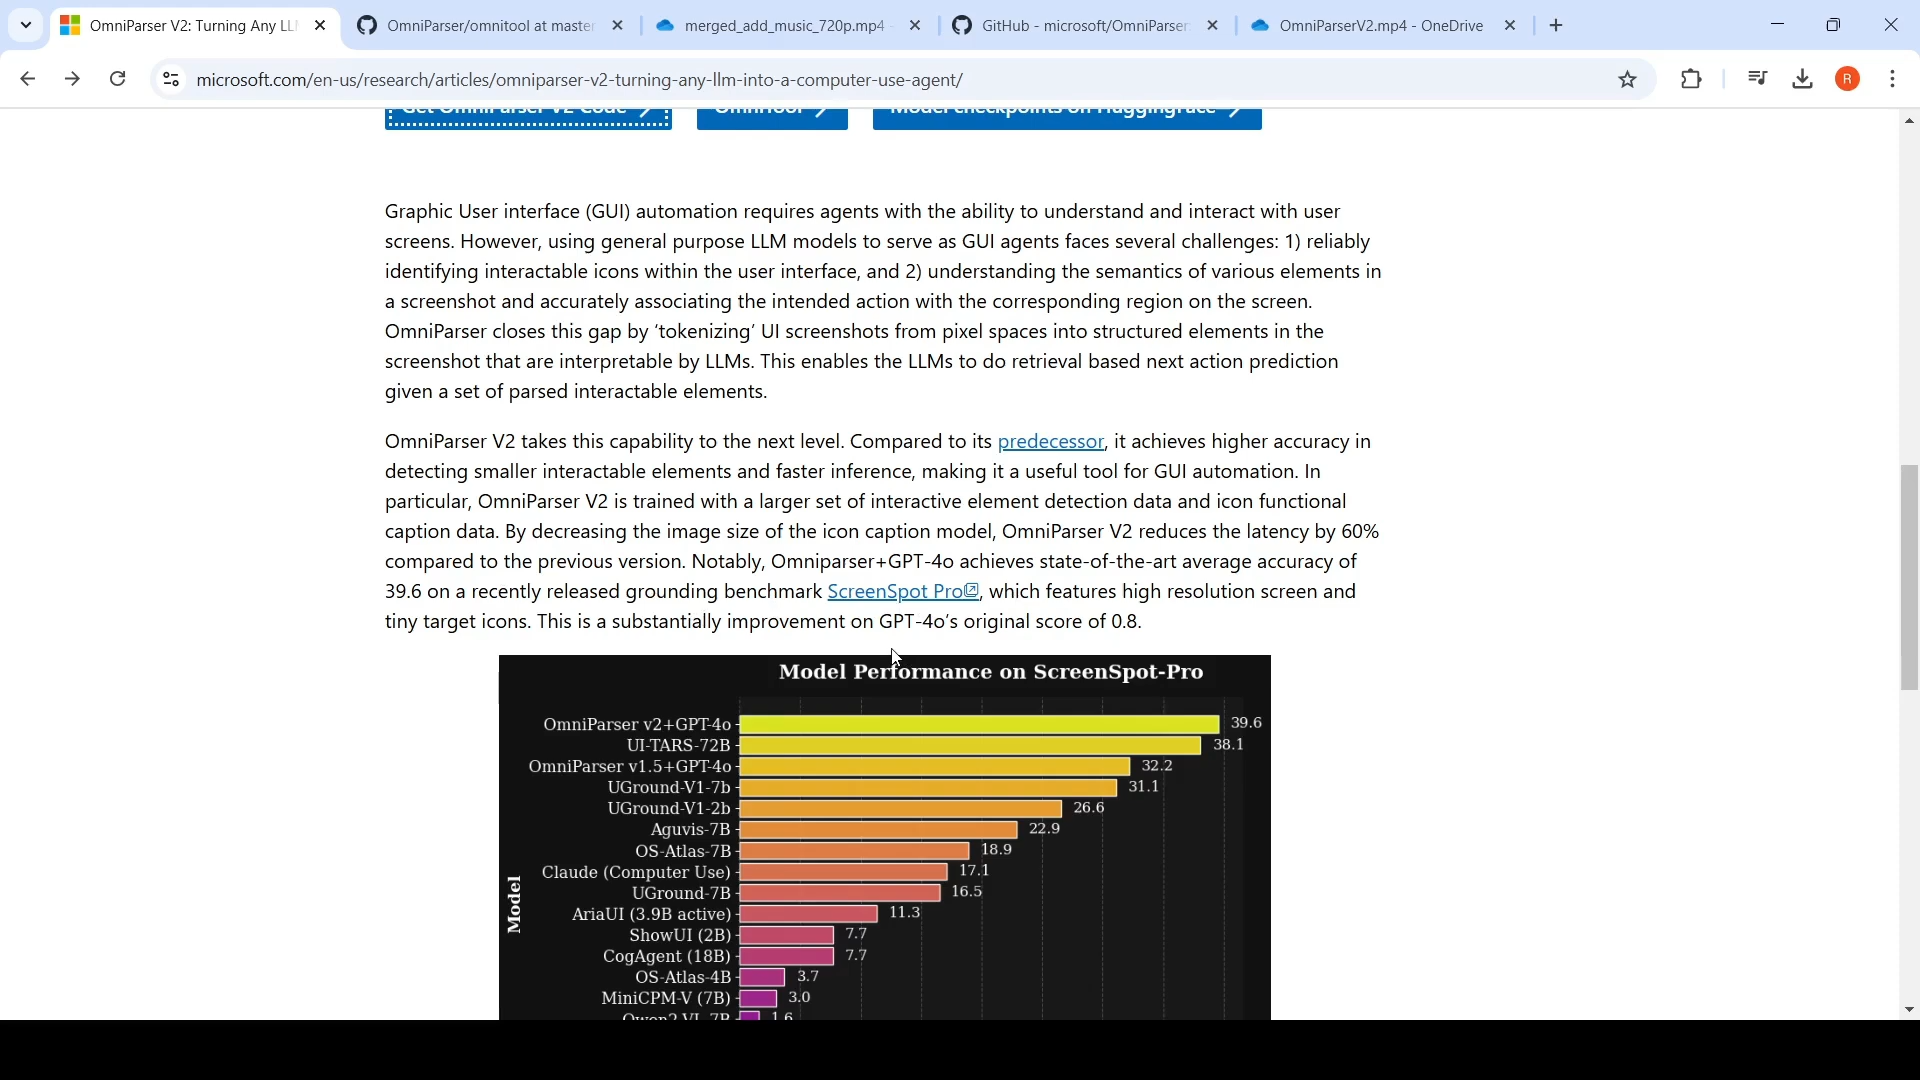 OmniParser V2: Turning Any LL
OmniParser/omnitool at master
merged_add_music_720p.mp4
GitHub - microsoft/OmniParser
OmniParserV2.mp4 - OneDrive
microsoft.com/en-us/research/articles/omniparser-v2-turning-any-llm-into-a-computer-use-agent/
R
Get OmniParser V2 Code
OmniTool
Model checkpoints on Huggingface
Graphic User interface (GUI) automation requires agents with the ability to understand and interact with user
screens. However, using general purpose LLM models to serve as GUI agents faces several challenges: 1) reliably
identifying interactable icons within the user interface, and 2) understanding the semantics of various elements in
a screenshot and accurately associating the intended action with the corresponding region on the screen.
OmniParser closes this gap by ‘tokenizing’ UI screenshots from pixel spaces into structured elements in the
screenshot that are interpretable by LLMs. This enables the LLMs to do retrieval based next action prediction
given a set of parsed interactable elements.
OmniParser V2 takes this capability to the next level. Compared to its predecessor, it achieves higher accuracy in
detecting smaller interactable elements and faster inference, making it a useful tool for GUI automation. In
particular, OmniParser V2 is trained with a larger set of interactive element detection data and icon functional
caption data. By decreasing the image size of the icon caption model, OmniParser V2 reduces the latency by 60%
compared to the previous version. Notably, Omniparser+GPT-4o achieves state-of-the-art average accuracy of
39.6 on a recently released grounding benchmark ScreenSpot Pro, which features high resolution screen and
tiny target icons. This is a substantially improvement on GPT-4o’s original score of 0.8.
Model Performance on ScreenSpot-Pro
OmniParser v2+GPT-4o 39.6
UI-TARS-72B 38.1
OmniParser v1.5+GPT-4o 32.2
UGround-V1-7b 31.1
UGround-V1-2b 26.6
Aguvis-7B 22.9
OS-Atlas-7B 18.9
Claude (Computer Use) 17.1
UGround-7B 16.5
AriaUI (3.9B active) 11.3
ShowUI (2B) 7.7
CogAgent (18B) 7.7
OS-Atlas-4B 3.7
MiniCPM-V (7B) 3.0
Qwen2-VL-7B 1.6
Model